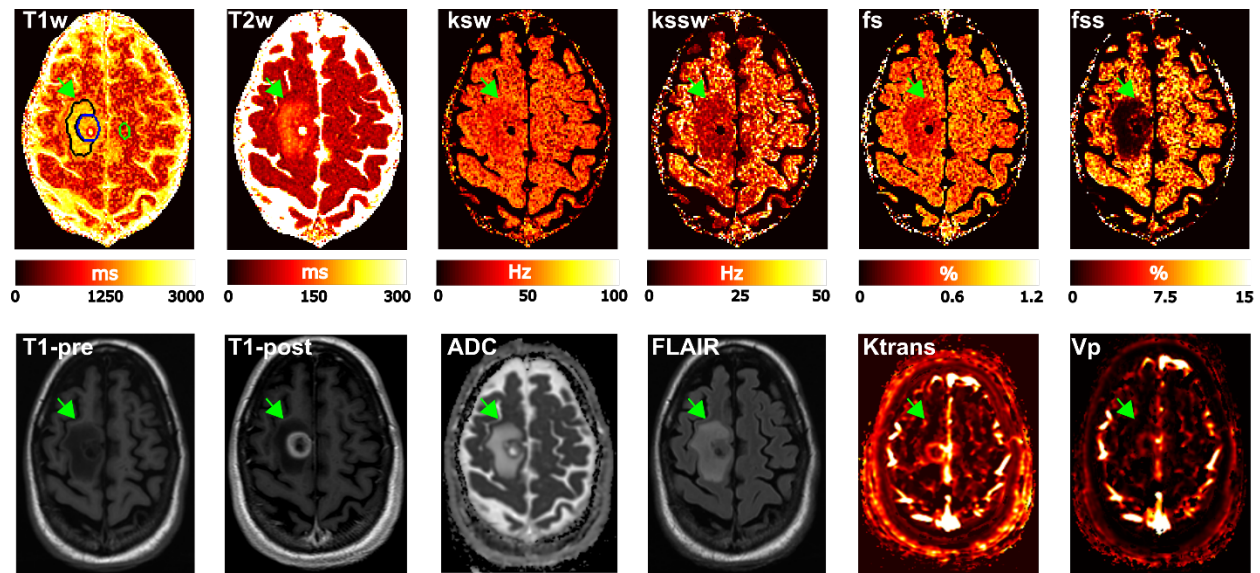 T1w T2w ksw kssw fs fss
ms ms Hz Hz % %
0 1250 3000 0 150 300 0 50 100 0 25 50 0 0.6 1.2 0 7.5 15
T1-pre T1-post ADC FLAIR Ktrans Vp